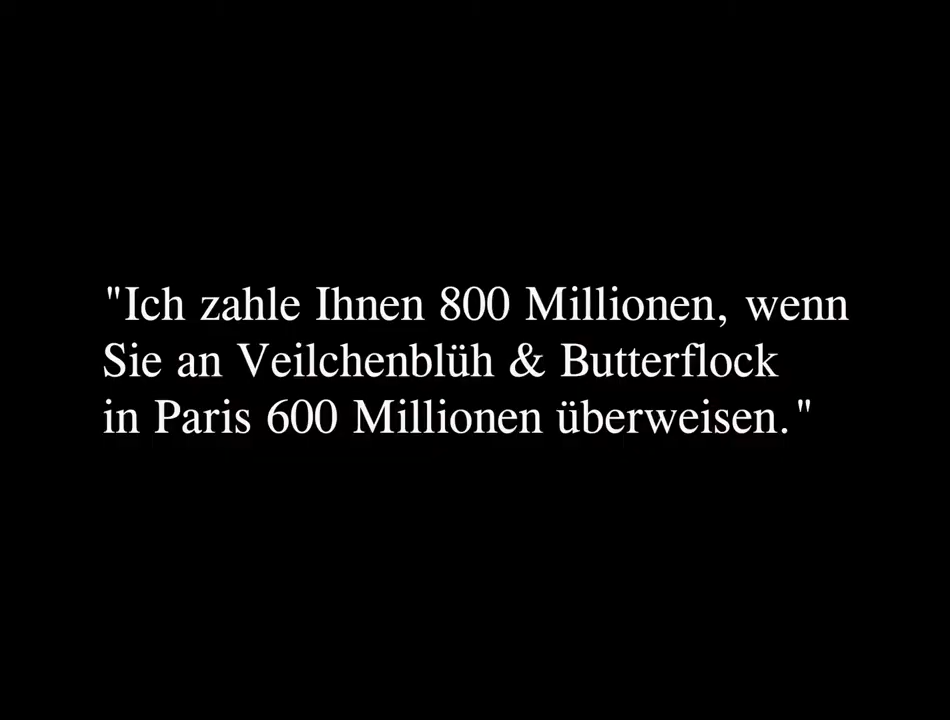 "Ich zahle Ihnen 800 Millionen, wenn
Sie an Veilchenblüh & Butterflock
in Paris 600 Millionen überweisen."